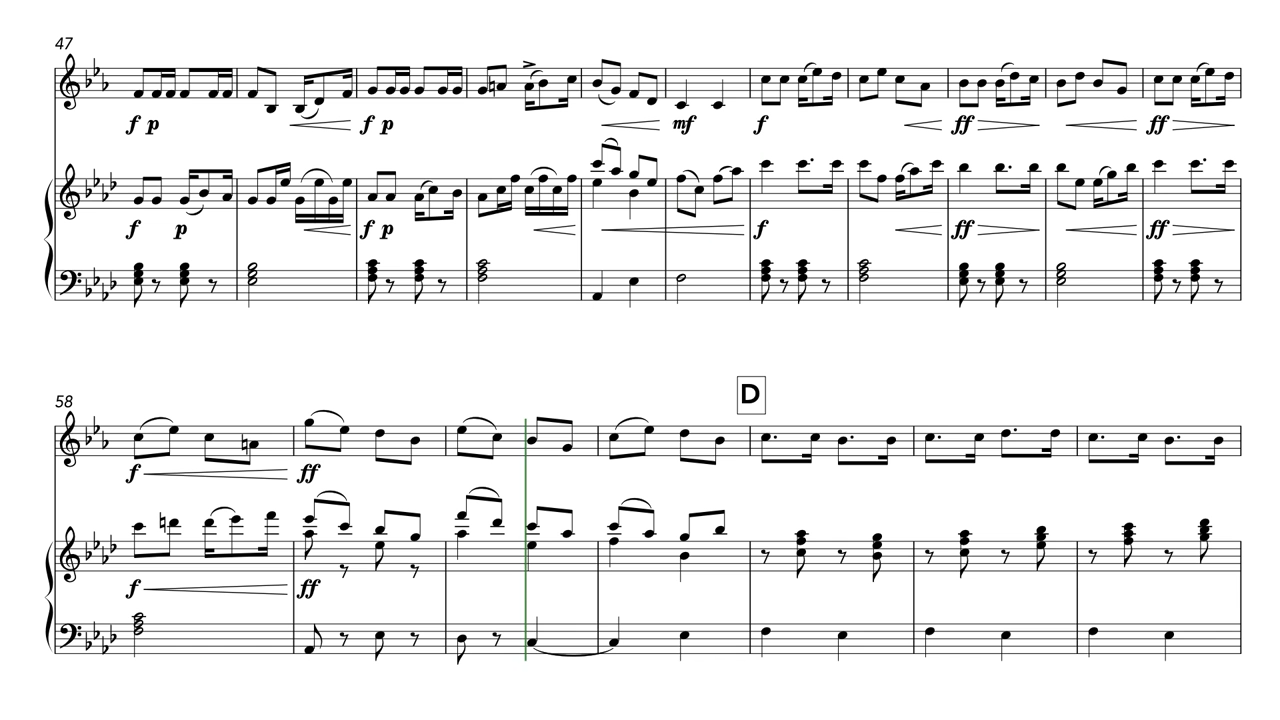 47
f p f p mf f ff ff
f p f p f ff ff
D
58
f ff
f ff